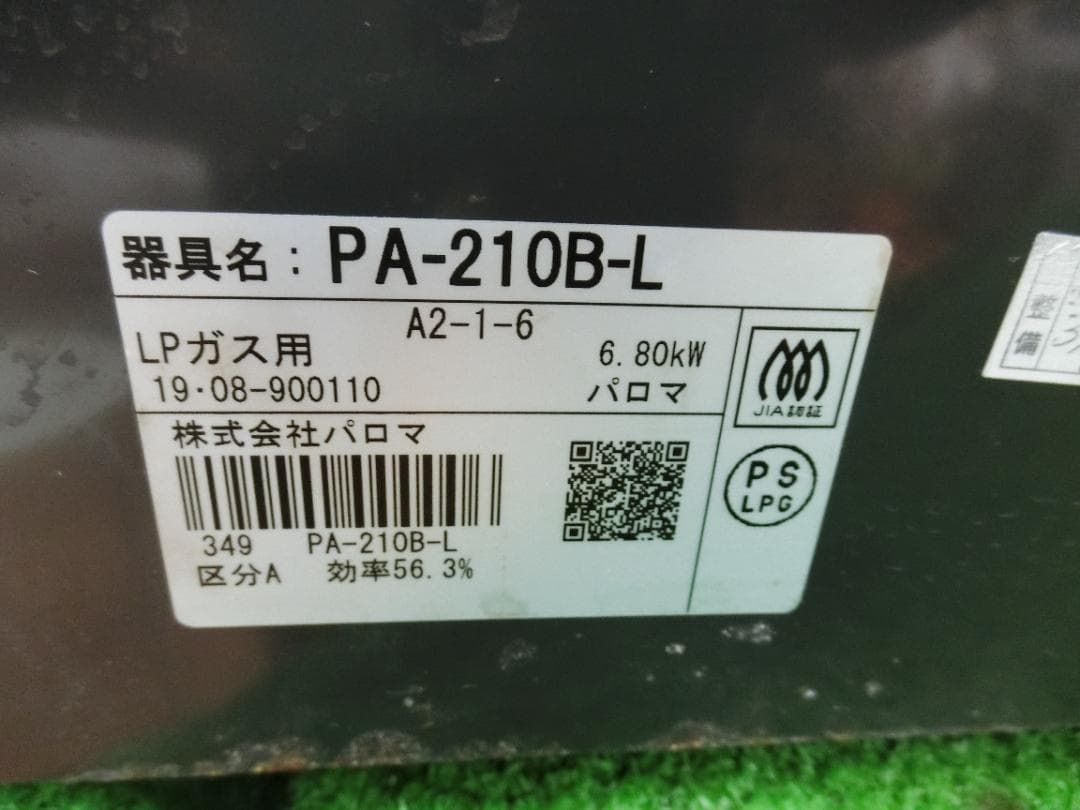 器具名：PA-210B-L
A2-1-6
LPガス用
6.80kW
19・08-900110
パロマ
JIA認証
株式会社パロマ
PS
LPG
349 PA-210B-L
区分A 効率56.3%
整備